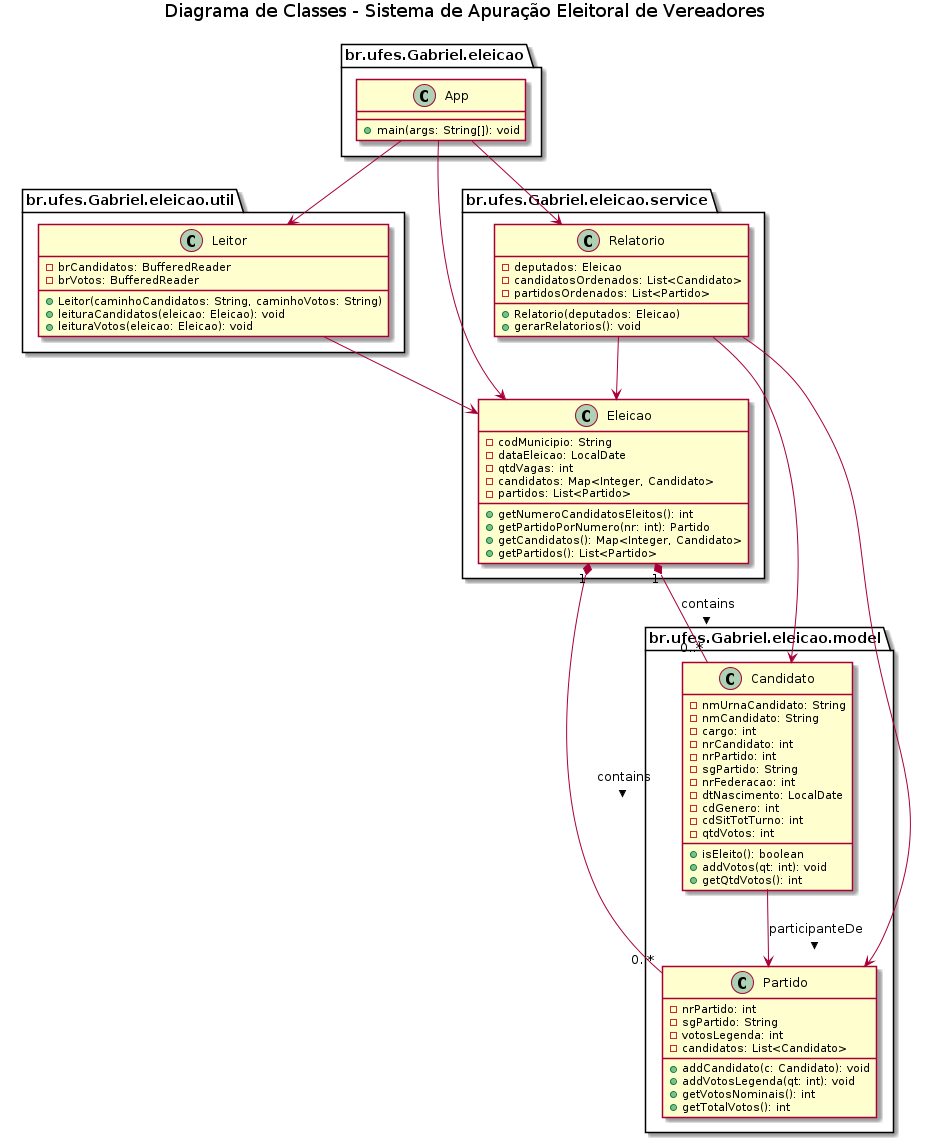 Diagrama de Classes - Sistema de Apuração Eleitoral de Vereadores
br.ufes.Gabriel.eleicao
C App
main(args: String[]): void
br.ufes.Gabriel.eleicao.util
C Leitor
brCandidatos: BufferedReader
brVotos: BufferedReader
Leitor(caminhoCandidatos: String, caminhoVotos: String)
leituraCandidatos(eleicao: Eleicao): void
leituraVotos(eleicao: Eleicao): void
br.ufes.Gabriel.eleicao.service
C Relatorio
deputados: Eleicao
candidatosOrdenados: List<Candidato>
partidosOrdenados: List<Partido>
Relatorio(deputados: Eleicao)
gerarRelatorios(): void
C Eleicao
codMunicipio: String
dataEleicao: LocalDate
qtdVagas: int
candidatos: Map<Integer, Candidato>
partidos: List<Partido>
getNumeroCandidatosEleitos(): int
getPartidoPorNumero(nr: int): Partido
getCandidatos(): Map<Integer, Candidato>
getPartidos(): List<Partido>
1
1
contains
br.ufes.Gabriel.eleicao.model
0..*
C Candidato
nmUrnaCandidato: String
nmCandidato: String
cargo: int
nrCandidato: int
nrPartido: int
sgPartido: String
nrFederacao: int
dtNascimento: LocalDate
cdGenero: int
cdSitTotTurno: int
qtdVotos: int
isEleito(): boolean
addVotos(qt: int): void
getQtdVotos(): int
contains
participanteDe
0..*
C Partido
nrPartido: int
sgPartido: String
votosLegenda: int
candidatos: List<Candidato>
addCandidato(c: Candidato): void
addVotosLegenda(qt: int): void
getVotosNominais(): int
getTotalVotos(): int